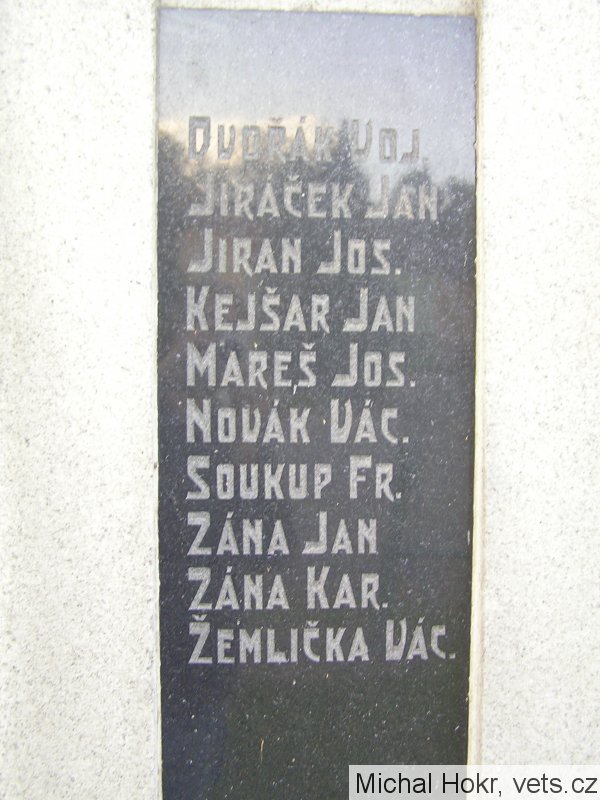 Dvořák Voj.
Jiráček Jan
Jiran Jos.
Kejšar Jan
Mareš Jos.
Novák Vác.
Soukup Fr.
Zána Jan
Zána Kar.
Žemlička Vác.
Michal Hokr, vets.cz